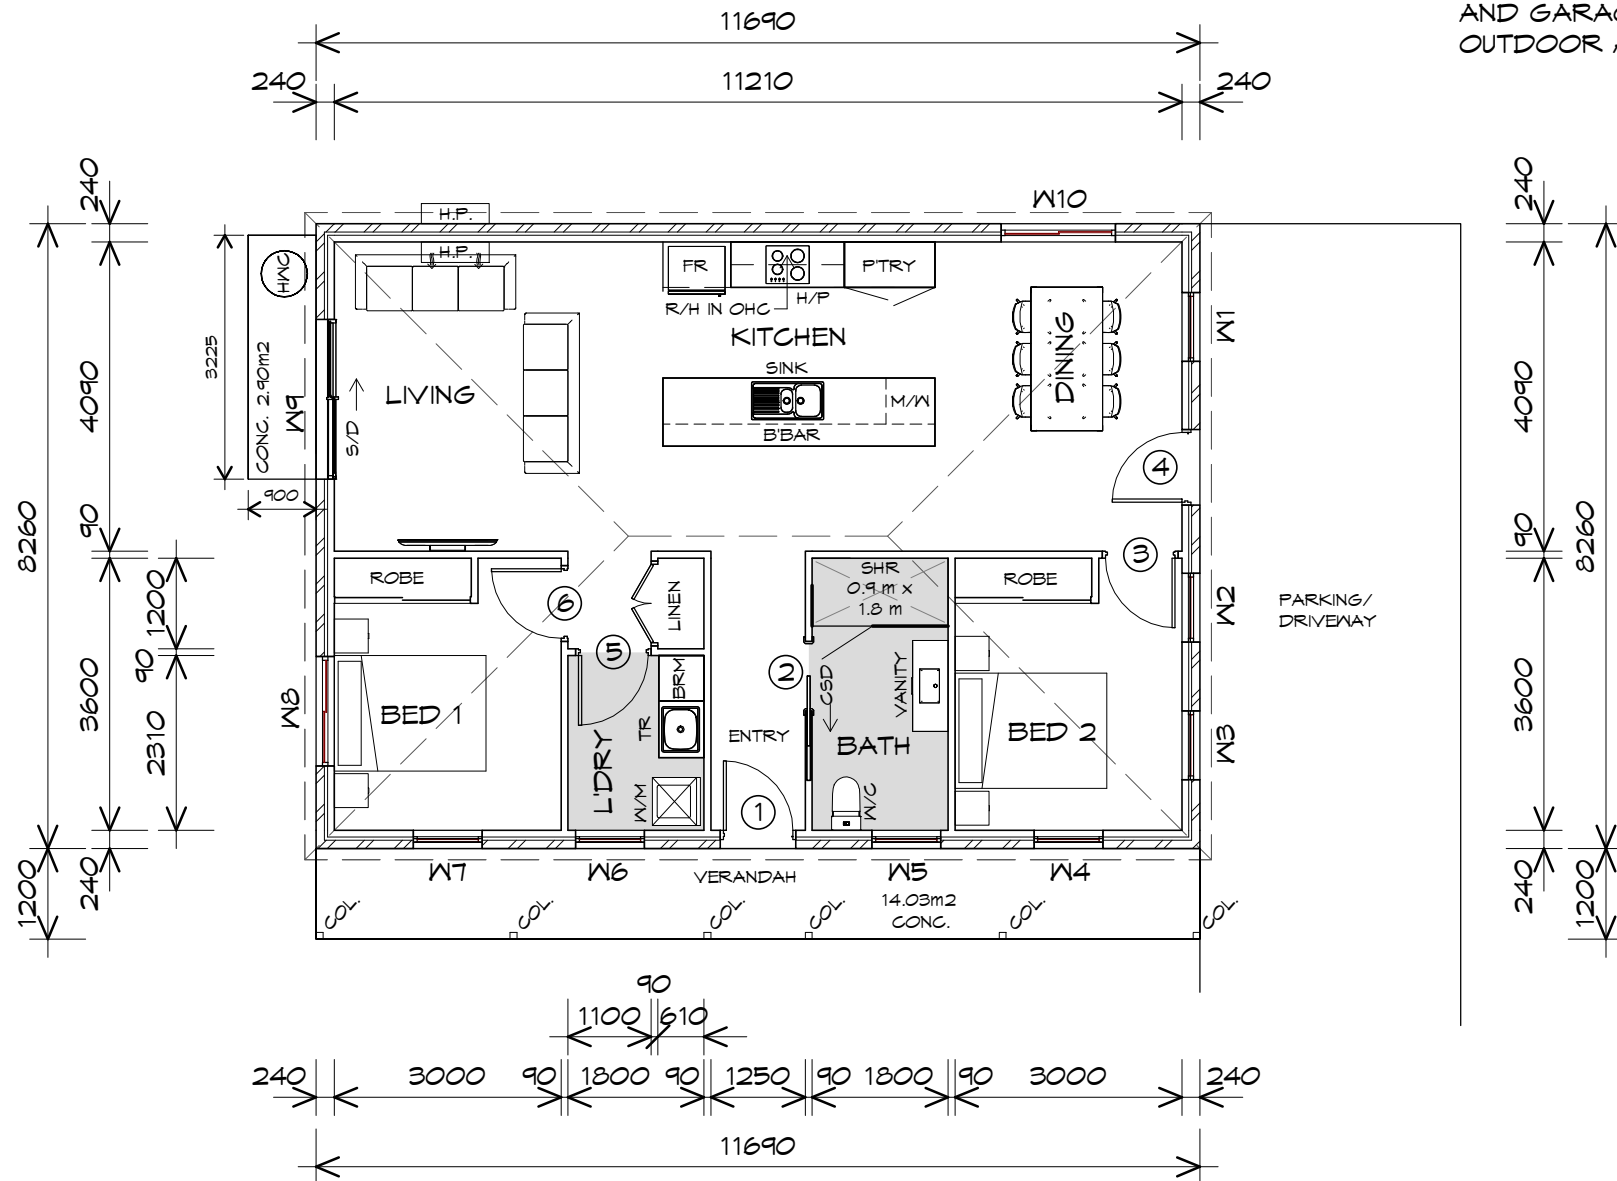 AND GARAG
OUTDOOR
11690
240
11210
240
240
240
W10
H.P.
H.P.
HWC
FR
P'TRY
R/H IN OHC
H/P
KITCHEN
DINING
W1
3225
CONC. 2.90m2
W9
S/D
LIVING
SINK
M/W
B'BAR
4090
4090
4
900
8260
90
90
8260
3
ROBE
6
LINEN
SHR
0.9 m x
1.8 m
ROBE
W2
PARKING/
DRIVEWAY
1200
5
2
BRM
CSD
VANITY
90
3600
3600
2310
W8
BED 1
TR
L'DRY
ENTRY
BATH
BED 2
W3
W/M
1
W/C
W7
W6
VERANDAH
W5
W4
1200
240
240
1200
14.03m2
CONC.
COL.
COL.
COL.
COL.
COL.
COL.
90
1100
610
240
3000
90
1800
90
1250
90
1800
90
3000
240
11690